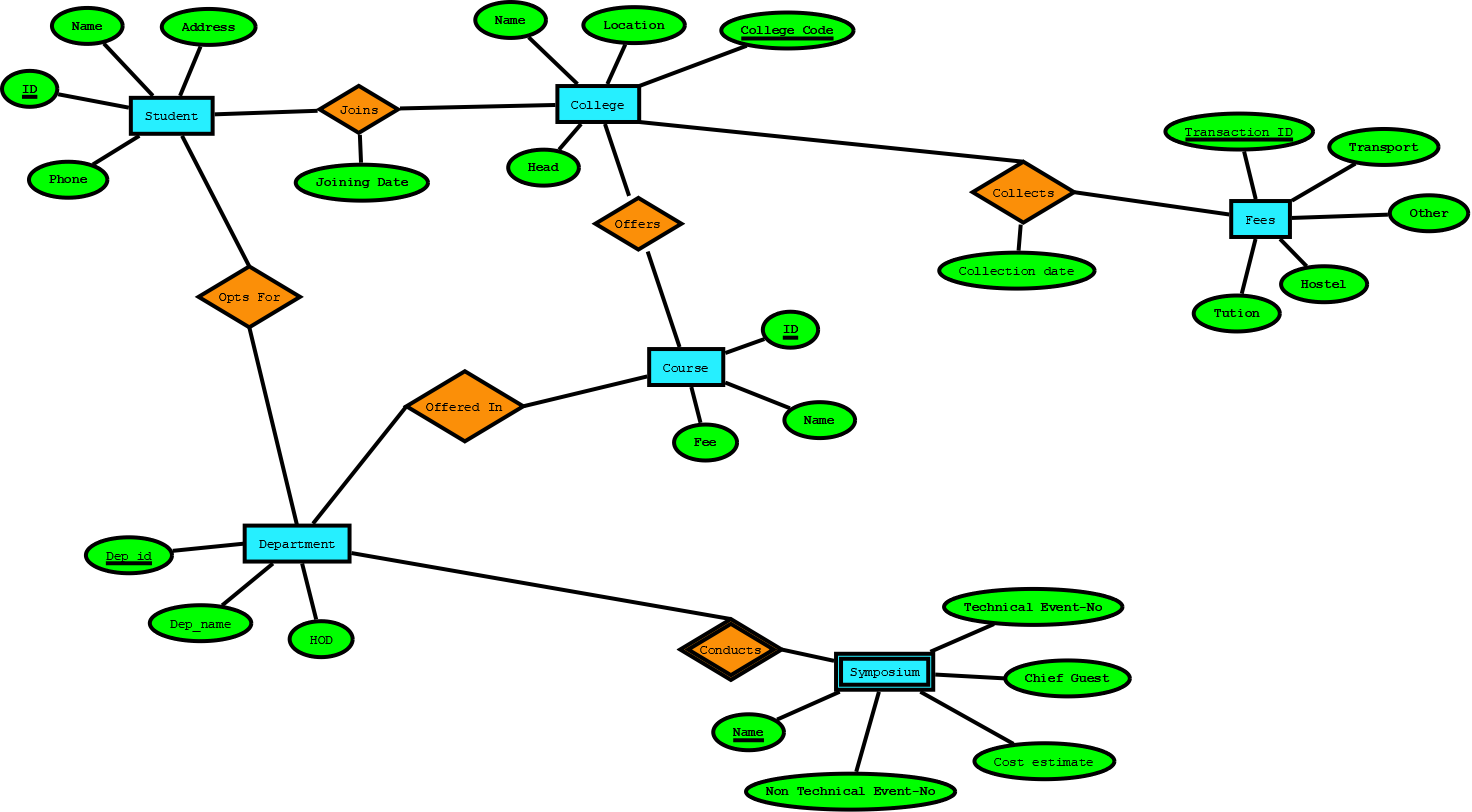 Name
Address
Name
Location
College Code
ID
Student
Joins
College
Phone
Joining Date
Head
Transaction ID
Transport
Collects
Fees
Other
Offers
Collection date
Hostel
Tution
Opts For
ID
Course
Offered In
Name
Fee
Department
Dep_id
Dep_name
HOD
Technical Event-No
Conducts
Symposium
Chief Guest
Name
Cost estimate
Non Technical Event-No